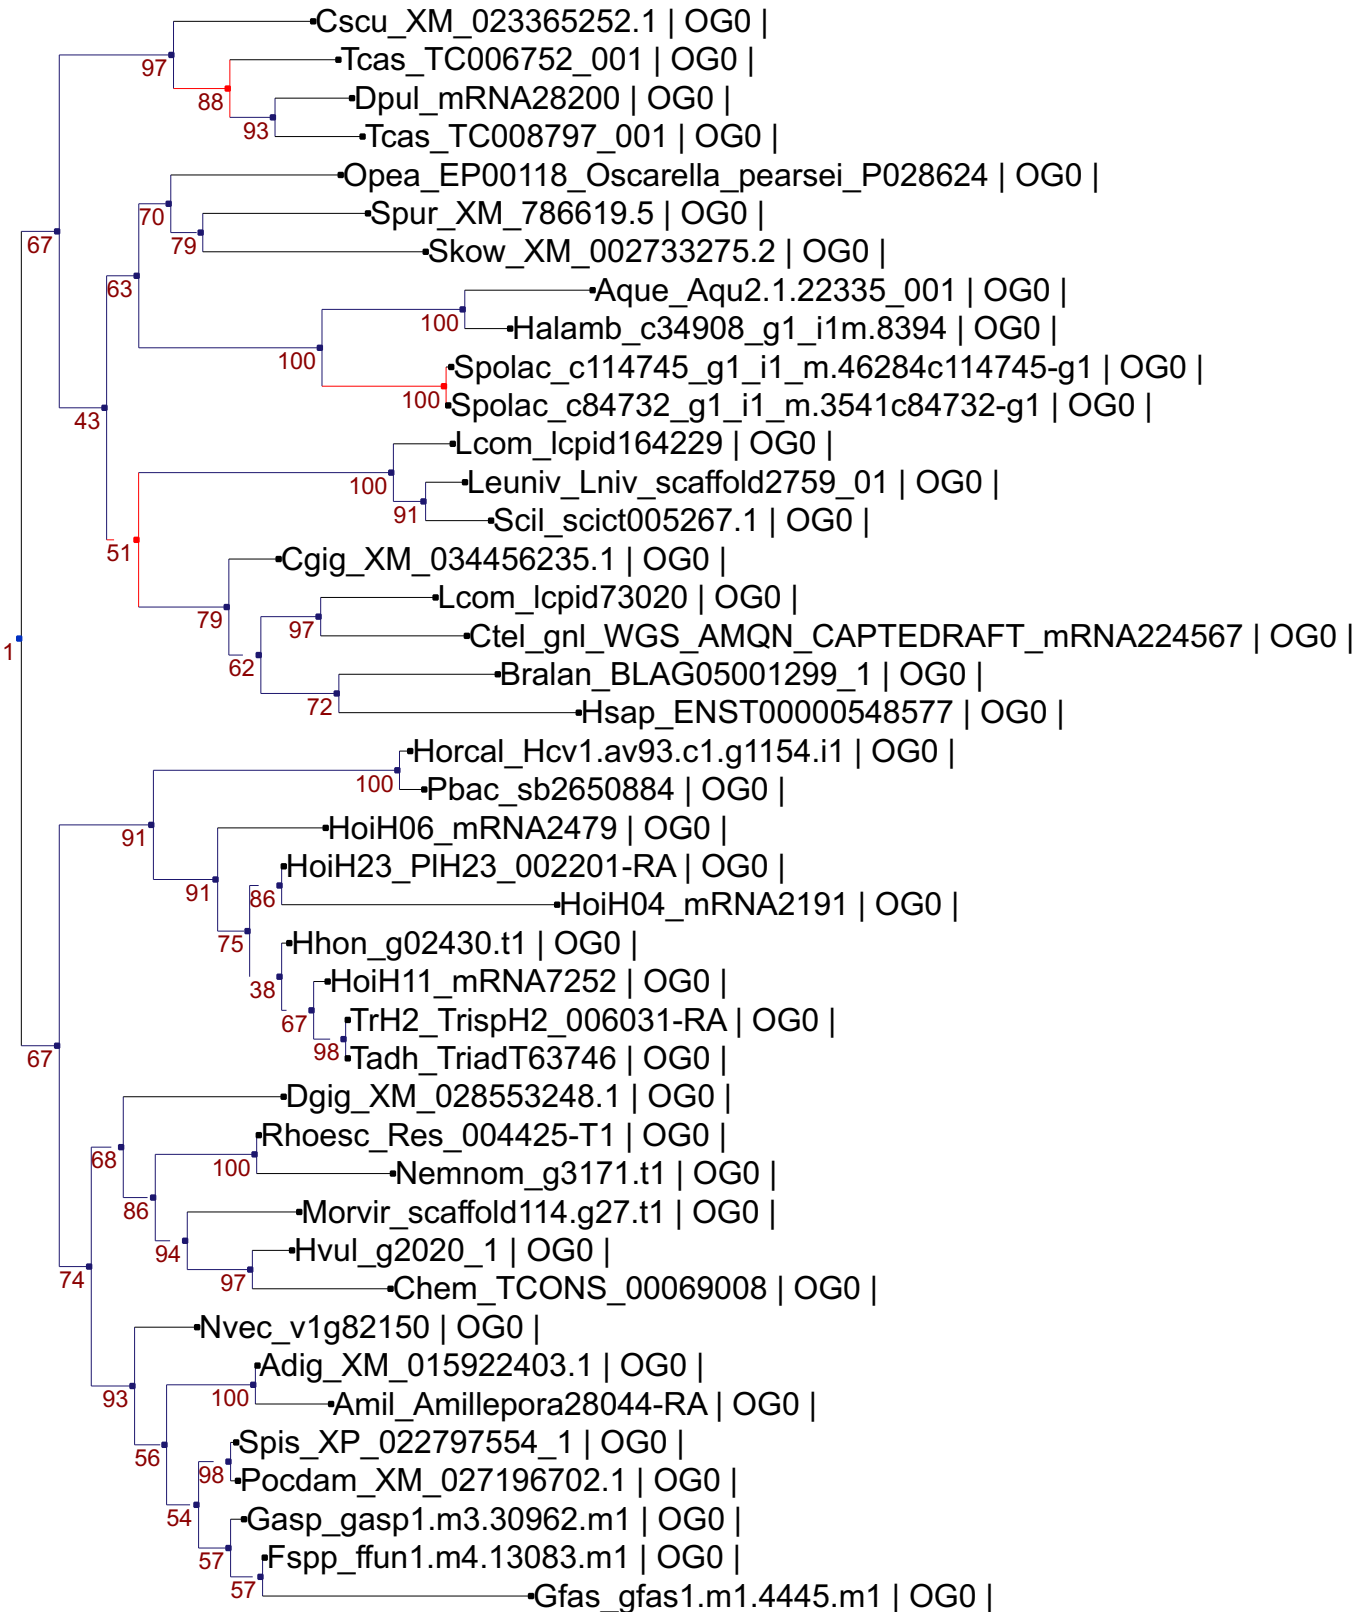 Cscu_XM_023365252.1 | OG0 |
Tcas_TC006752_001 | OG0 |
97
88
Dpul_mRNA28200 | OG0 |
93
Tcas_TC008797_001 | OG0 |
Opea_EP00118_Oscarella_pearsei_P028624 | OG0 |
70
Spur_XM_786619.5 | OG0 |
67
79
Skow_XM_002733275.2 | OG0 |
63
Aque_Aqu2.1.22335_001 | OG0 |
100
Halamb_c34908_g1_i1m.8394 | OG0 |
100
Spolac_c114745_g1_i1_m.46284c114745-g1 | OG0 |
100
Spolac_c84732_g1_i1_m.3541c84732-g1 | OG0 |
43
Lcom_lcpid164229 | OG0 |
100
Leuniv_Lniv_scaffold2759_01 | OG0 |
91
Scil_scict005267.1 | OG0 |
51
Cgig_XM_034456235.1 | OG0 |
Lcom_lcpid73020 | OG0 |
79
97
Ctel_gnl_WGS_AMQN_CAPTEDRAFT_mRNA224567 | OG0 |
1
62
Bralan_BLAG05001299_1 | OG0 |
72
Hsap_ENST00000548577 | OG0 |
Horcal_Hcv1.av93.c1.g1154.i1 | OG0 |
100
Pbac_sb2650884 | OG0 |
91
HoiH06_mRNA2479 | OG0 |
HoiH23_PlH23_002201-RA | OG0 |
91
86
HoiH04_mRNA2191 | OG0 |
75
Hhon_g02430.t1 | OG0 |
38
HoiH11_mRNA7252 | OG0 |
67
TrH2_TrispH2_006031-RA | OG0 |
98
67
Tadh_TriadT63746 | OG0 |
Dgig_XM_028553248.1 | OG0 |
Rhoesc_Res_004425-T1 | OG0 |
68
100
Nemnom_g3171.t1 | OG0 |
86
Morvir_scaffold114.g27.t1 | OG0 |
94
Hvul_g2020_1 | OG0 |
74
97
Chem_TCONS_00069008 | OG0 |
Nvec_v1g82150 | OG0 |
Adig_XM_015922403.1 | OG0 |
93
100
Amil_Amillepora28044-RA | OG0 |
Spis_XP_022797554_1 | OG0 |
56
98
Pocdam_XM_027196702.1 | OG0 |
54
Gasp_gasp1.m3.30962.m1 | OG0 |
57
Fspp_ffun1.m4.13083.m1 | OG0 |
57
Gfas_gfas1.m1.4445.m1 | OG0 |